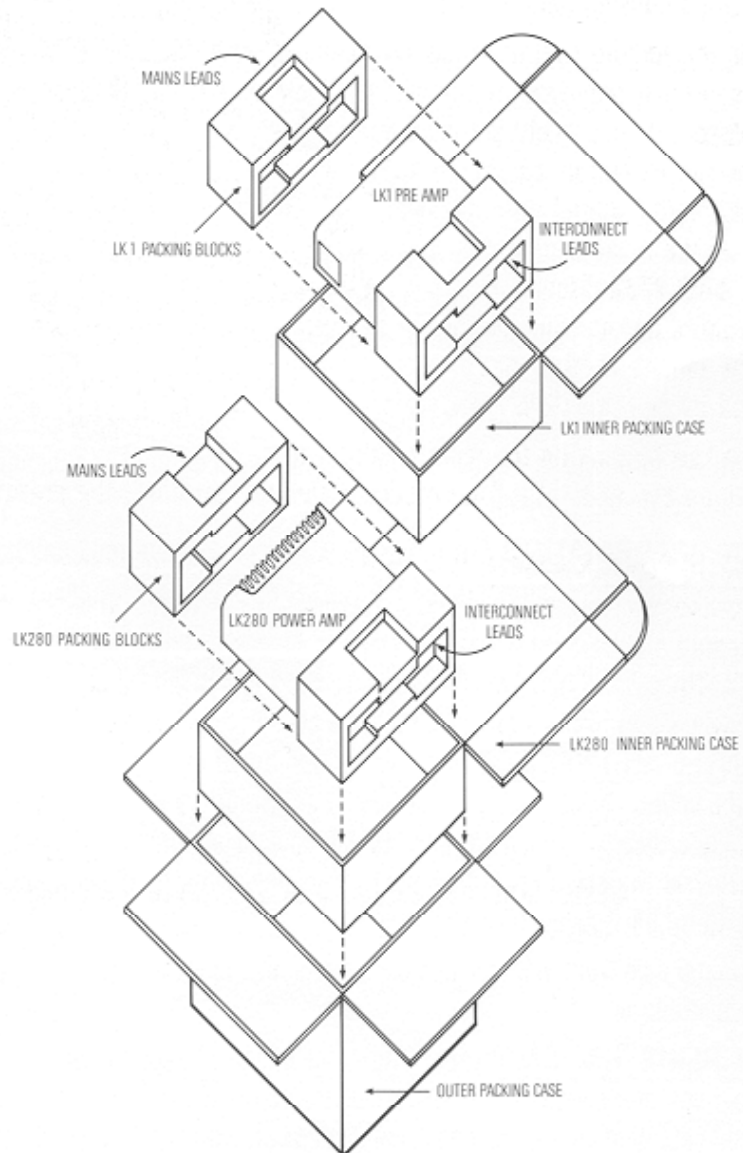 MAINS LEADS
LK1 PRE AMP
INTERCONNECT
LEADS
LK 1 PACKING BLOCKS
LK1 INNER PACKING CASE
MAINS LEADS
LK280 POWER AMP
INTERCONNECT
LEADS
LK280 PACKING BLOCKS
LK280 INNER PACKING CASE
OUTER PACKING CASE